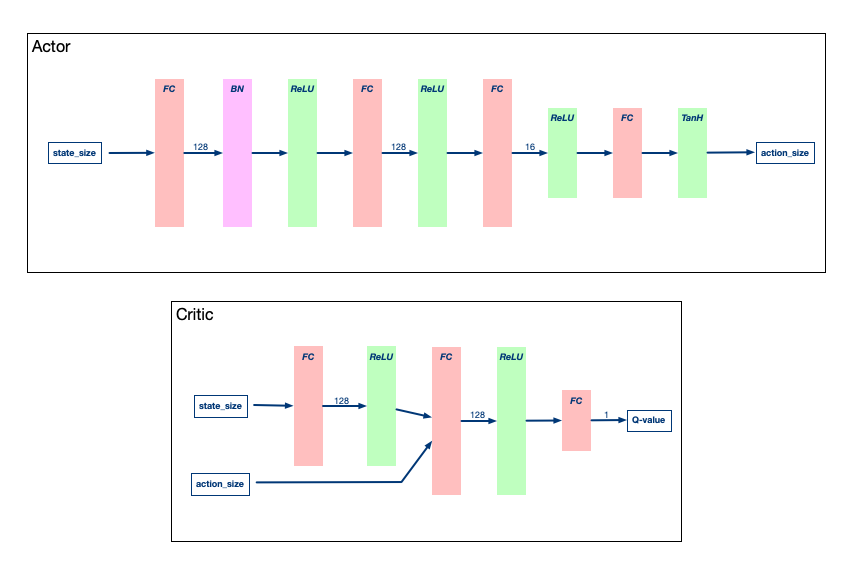 Actor
FC
BN
ReLU
FC
ReLU
FC
ReLU
FC
TanH
state_size
128
128
16
action_size
Critic
FC
ReLU
FC
ReLU
FC
state_size
128
128
1
Q-value
action_size